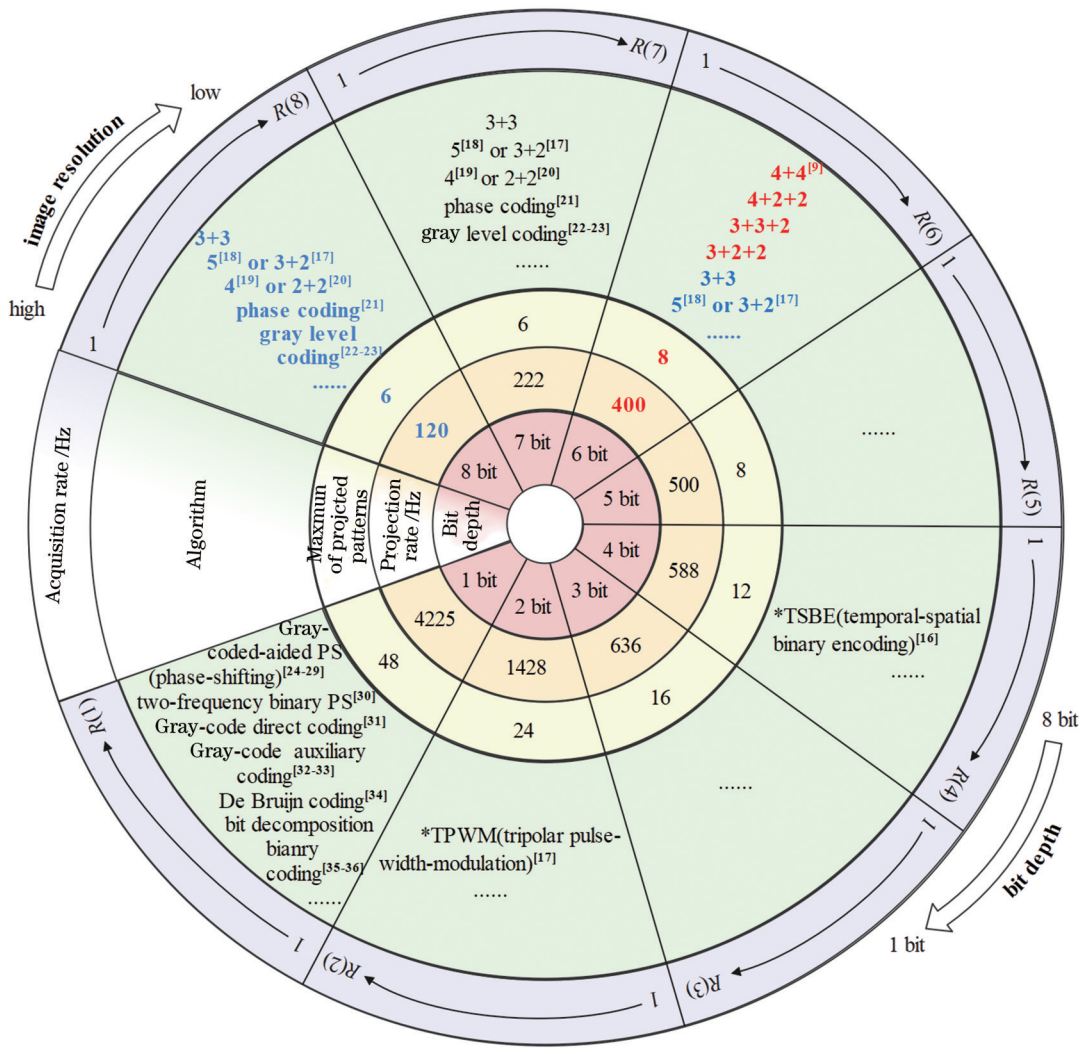 image resolution
high
low
8 bit
1 bit
bit depth
Acquisition rate /Hz
Algorithm
Maxmun of projcted patterns
Projection rate /Hz
Bit depth
1
R(8)
3+3
5[18] or 3+2[17]
4[19] or 2+2[20]
phase coding[21]
gray level
coding[22-23]
......
6
120
8 bit
1
R(7)
3+3
5[18] or 3+2[17]
4[19] or 2+2[20]
phase coding[21]
gray level coding[22-23]
......
6
222
7 bit
1
R(6)
4+4[9]
4+2+2
3+3+2
3+2+2
3+3
5[18] or 3+2[17]
......
8
400
6 bit
1
R(5)
......
8
500
5 bit
1
R(4)
*TSBE(temporal-spatial
binary encoding)[16]
......
12
588
4 bit
1
R(3)
......
16
636
3 bit
1
R(2)
*TPWM(tripolar pulse-
width-modulation)[17]
......
24
1428
2 bit
1
R(1)
Gray-
coded-aided PS
(phase-shifting)[24-29]
two-frequency binary PS[30]
Gray-code direct coding[31]
Gray-code auxiliary
coding[32-33]
De Bruijn coding[34]
bit decomposition
bianry
coding[35-36]
......
48
4225
1 bit